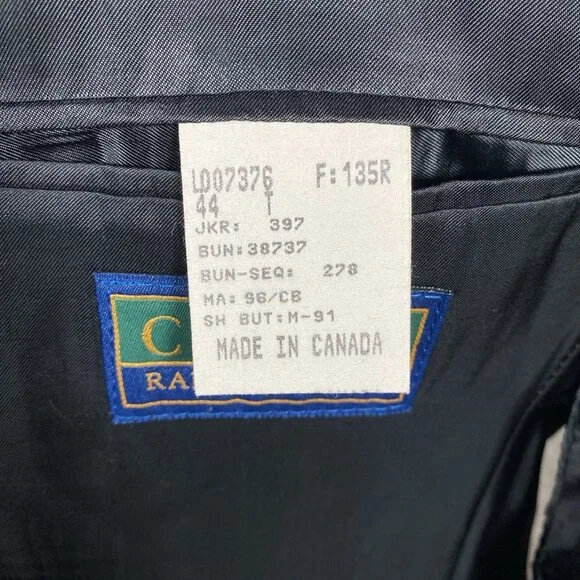 LD07376 F:135R
44 T
JKR: 397
BUN:38737
BUN-SEQ: 278
MA: 96/CB
SH BUT:M-91
MADE IN CANADA
C
RA